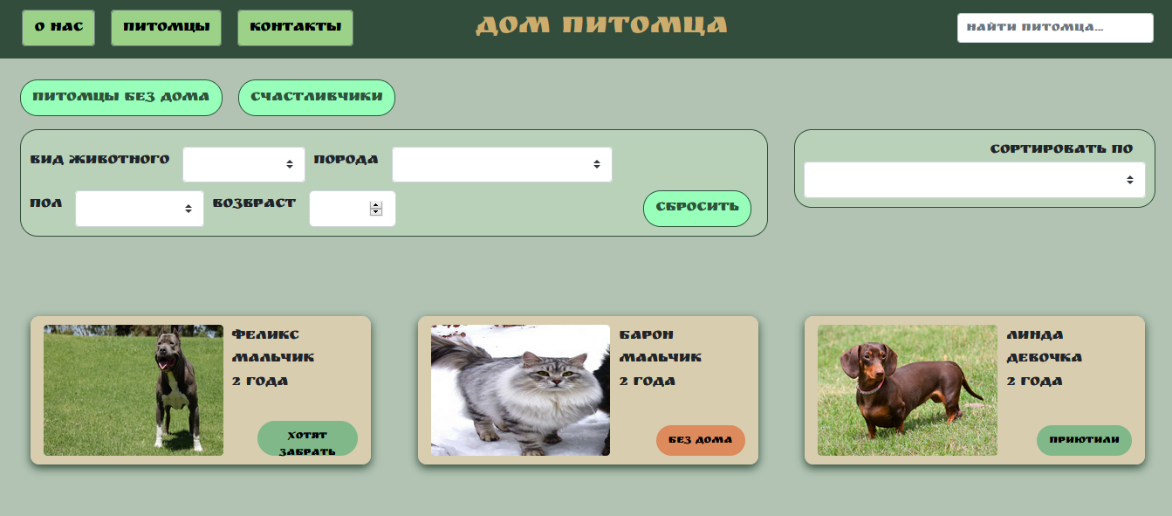 О НАС
ПИТОМЦЫ
КОНТАКТЫ
ДОМ ПИТОМЦА
НАЙТИ ПИТОМЦА...
ПИТОМЦЫ БЕЗ ДОМА
СЧАСТЛИВЧИКИ
ВИД ЖИВОТНОГО
ПОРОДА
ПОЛ
ВОЗВРАСТ
СБРОСИТЬ
СОРТИРОВАТЬ ПО
ФЕЛИКС
МАЛЬЧИК
2 ГОДА
ХОТЯТ
ЗАБРАТЬ
БАРОН
МАЛЬЧИК
2 ГОДА
БЕЗ ДОМА
ЛИНДА
ДЕВОЧКА
2 ГОДА
ПРИЮТИЛИ